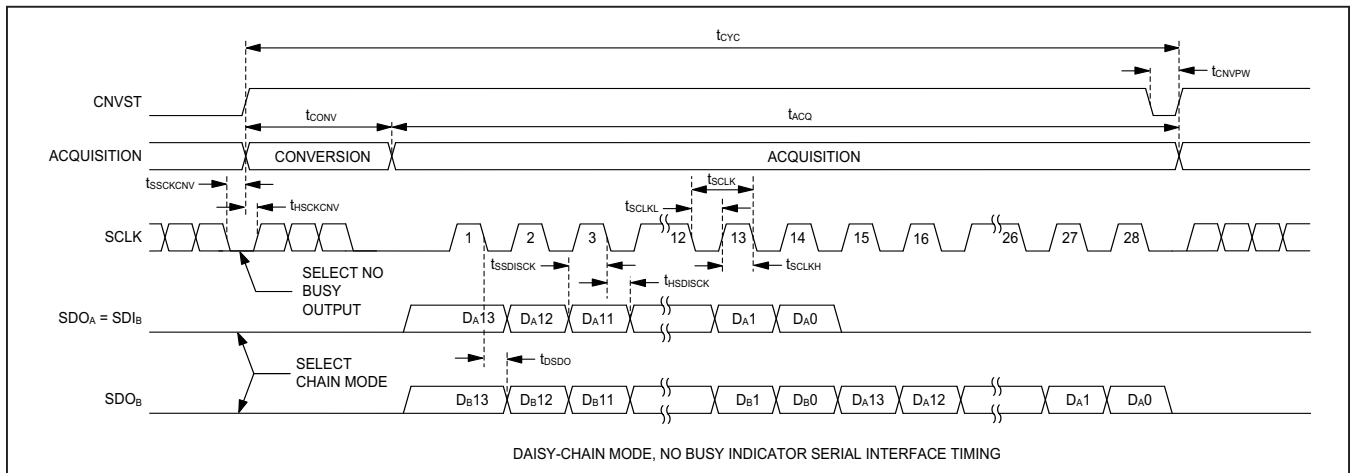 tCYC
tCNVPW
CNVST
tCONV
tACQ
ACQUISITION
CONVERSION
ACQUISITION
tSSCKCNV
tHSCKCNV
tSCLK
tSCLKL
SCLK
1 2 3 12 13 14 15 16 26 27 28
tSSDISCK
tHSDISCK
tSCLKH
SELECT NO
BUSY
OUTPUT
SDOA = SDIB
DA13 DA12 DA11 DA1 DA0
tDSDO
SELECT
CHAIN MODE
SDOB
DB13 DB12 DB11 DB1 DB0 DA13 DA12 DA1 DA0
DAISY-CHAIN MODE, NO BUSY INDICATOR SERIAL INTERFACE TIMING